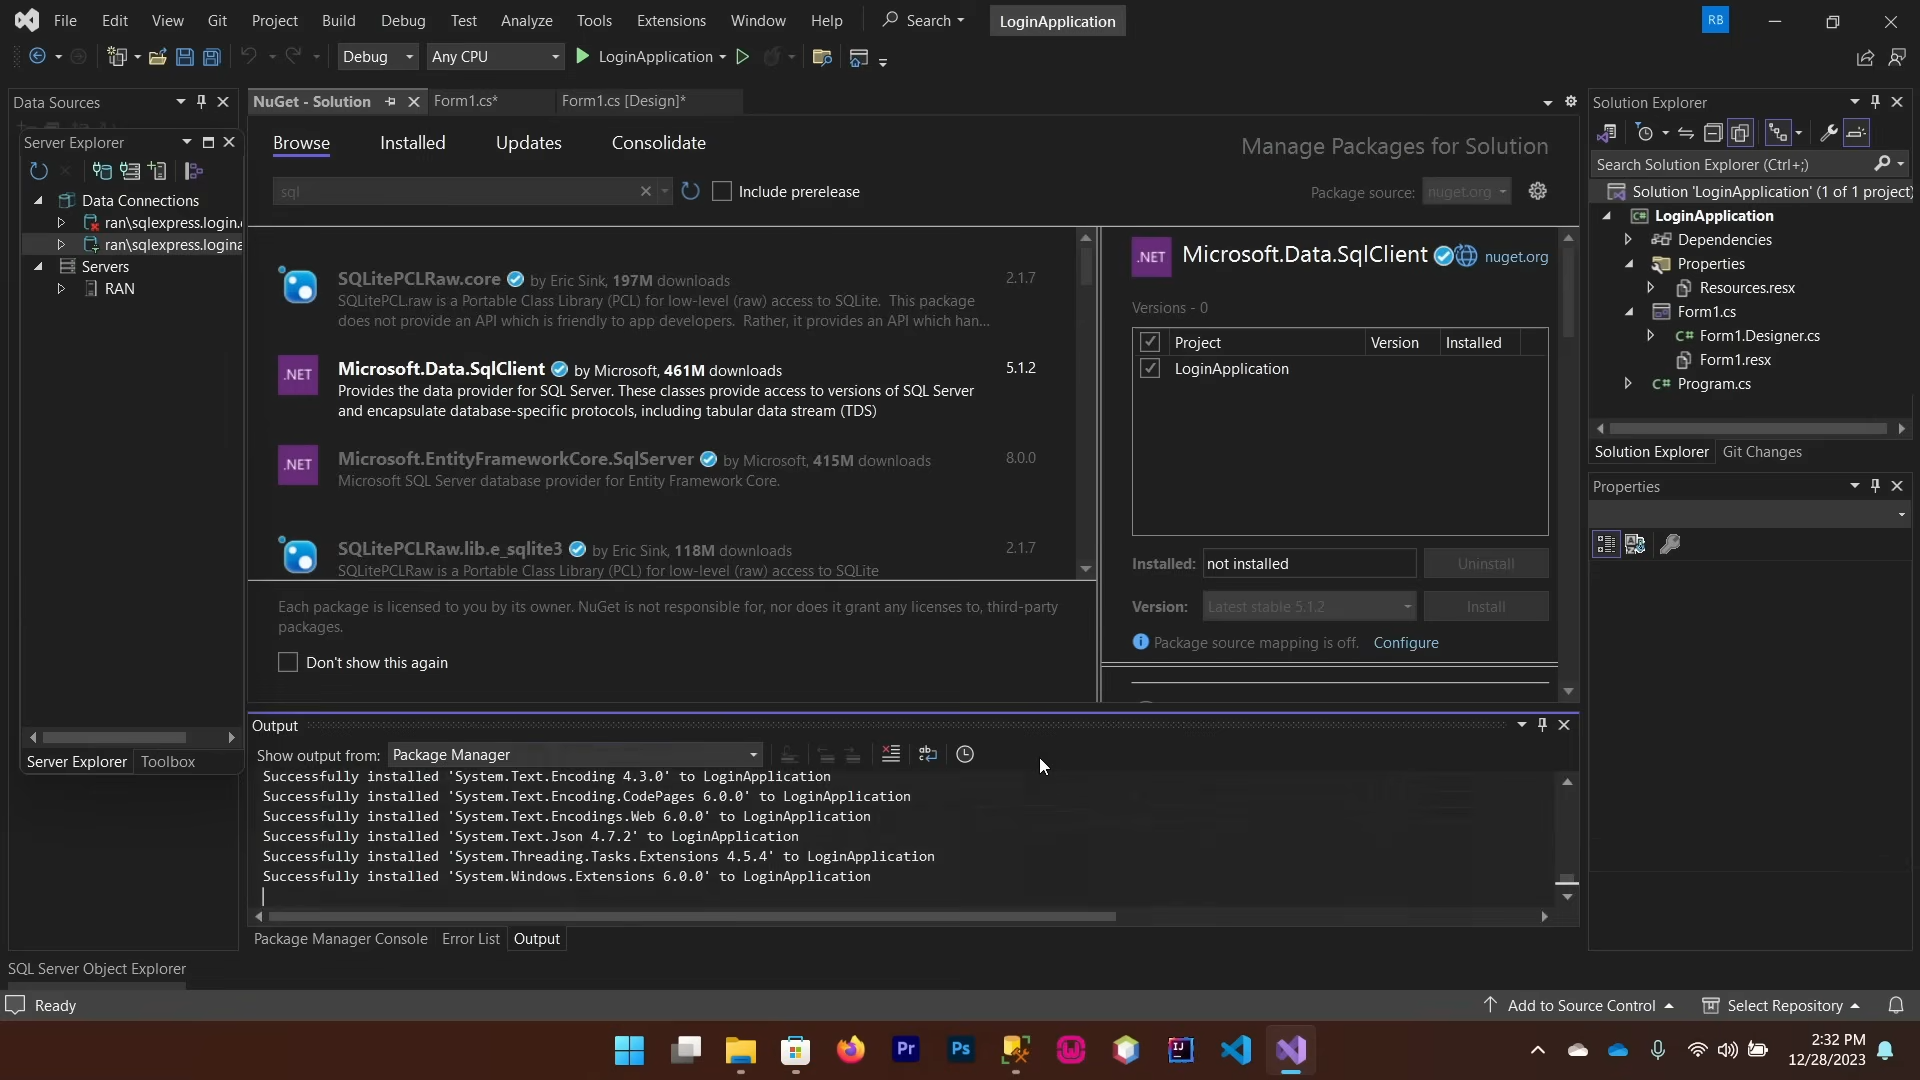 File Edit View Git Project Build Debug Test Analyze Tools Extensions Window Help Search LoginApplication RB
Debug Any CPU LoginApplication
Data Sources
Server Explorer
Data Connections
ran\sqlexpress.login.
ran\sqlexpress.logina
Servers
RAN
Server Explorer Toolbox
SQL Server Object Explorer
NuGet - Solution Form1.cs* Form1.cs [Design]*
Browse Installed Updates Consolidate
Manage Packages for Solution
sql Include prerelease
Package source: nuget.org
SQLitePCLRaw.core by Eric Sink, 197M downloads 2.1.7
SQLitePCL.raw is a Portable Class Library (PCL) for low-level (raw) access to SQLite. This package
does not provide an API which is friendly to app developers. Rather, it provides an API which han...
.NET Microsoft.Data.SqlClient by Microsoft, 461M downloads 5.1.2
Provides the data provider for SQL Server. These classes provide access to versions of SQL Server
and encapsulate database-specific protocols, including tabular data stream (TDS)
.NET Microsoft.EntityFrameworkCore.SqlServer by Microsoft, 415M downloads 8.0.0
Microsoft SQL Server database provider for Entity Framework Core.
SQLitePCLRaw.lib.e_sqlite3 by Eric Sink, 118M downloads 2.1.7
SQLitePCLRaw is a Portable Class Library (PCL) for low-level (raw) access to SQLite
Each package is licensed to you by its owner. NuGet is not responsible for, nor does it grant any licenses to, third-party
packages.
Don't show this again
.NET Microsoft.Data.SqlClient nuget.org
Versions - 0
Project Version Installed
LoginApplication
Installed: not installed Uninstall
Version: Latest stable 5.1.2 Install
Package source mapping is off. Configure
Output
Show output from: Package Manager
Successfully installed 'System.Text.Encoding 4.3.0' to LoginApplication
Successfully installed 'System.Text.Encoding.CodePages 6.0.0' to LoginApplication
Successfully installed 'System.Text.Encodings.Web 6.0.0' to LoginApplication
Successfully installed 'System.Text.Json 4.7.2' to LoginApplication
Successfully installed 'System.Threading.Tasks.Extensions 4.5.4' to LoginApplication
Successfully installed 'System.Windows.Extensions 6.0.0' to LoginApplication
Package Manager Console Error List Output
Solution Explorer
Search Solution Explorer (Ctrl+;)
Solution 'LoginApplication' (1 of 1 project)
C# LoginApplication
Dependencies
Properties
Resources.resx
Form1.cs
C# Form1.Designer.cs
Form1.resx
C# Program.cs
Solution Explorer Git Changes
Properties
Ready Add to Source Control Select Repository
Pr Ps IJ
2:32 PM
12/28/2023